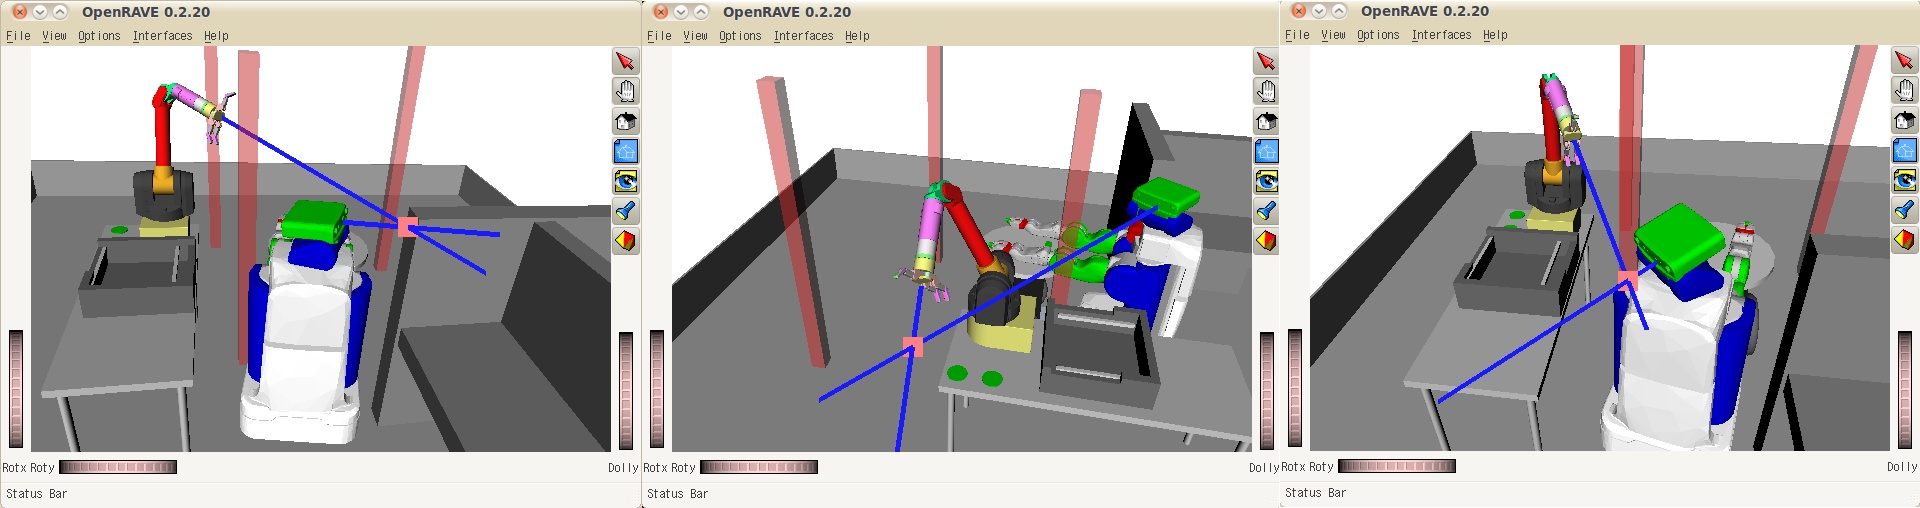 OpenRAVE 0.2.20
File View Options Interfaces Help
Rotx Roty Dolly
Status Bar
OpenRAVE 0.2.20
File View Options Interfaces Help
Rotx Roty Dolly
Status Bar
OpenRAVE 0.2.20
File View Options Interfaces Help
Rotx Roty Dolly
Status Bar